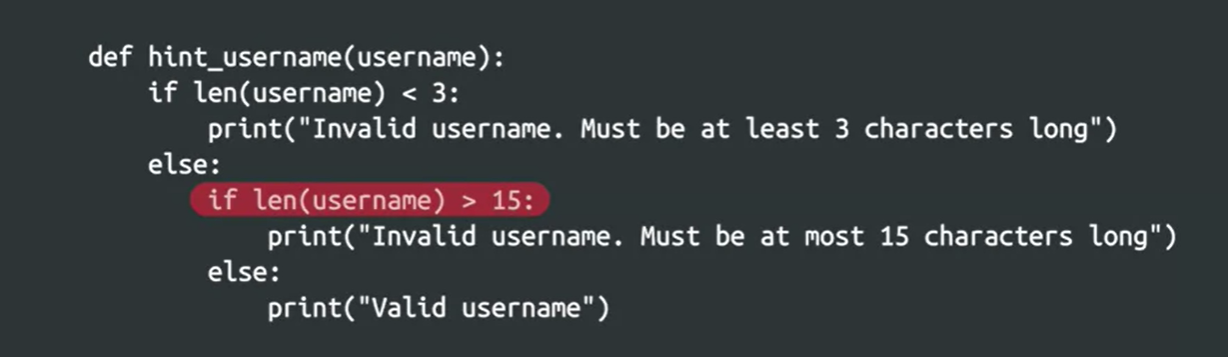 def hint_username(username):
    if len(username) < 3:
        print("Invalid username. Must be at least 3 characters long")
    else:
        if len(username) > 15:
            print("Invalid username. Must be at most 15 characters long")
        else:
            print("Valid username")